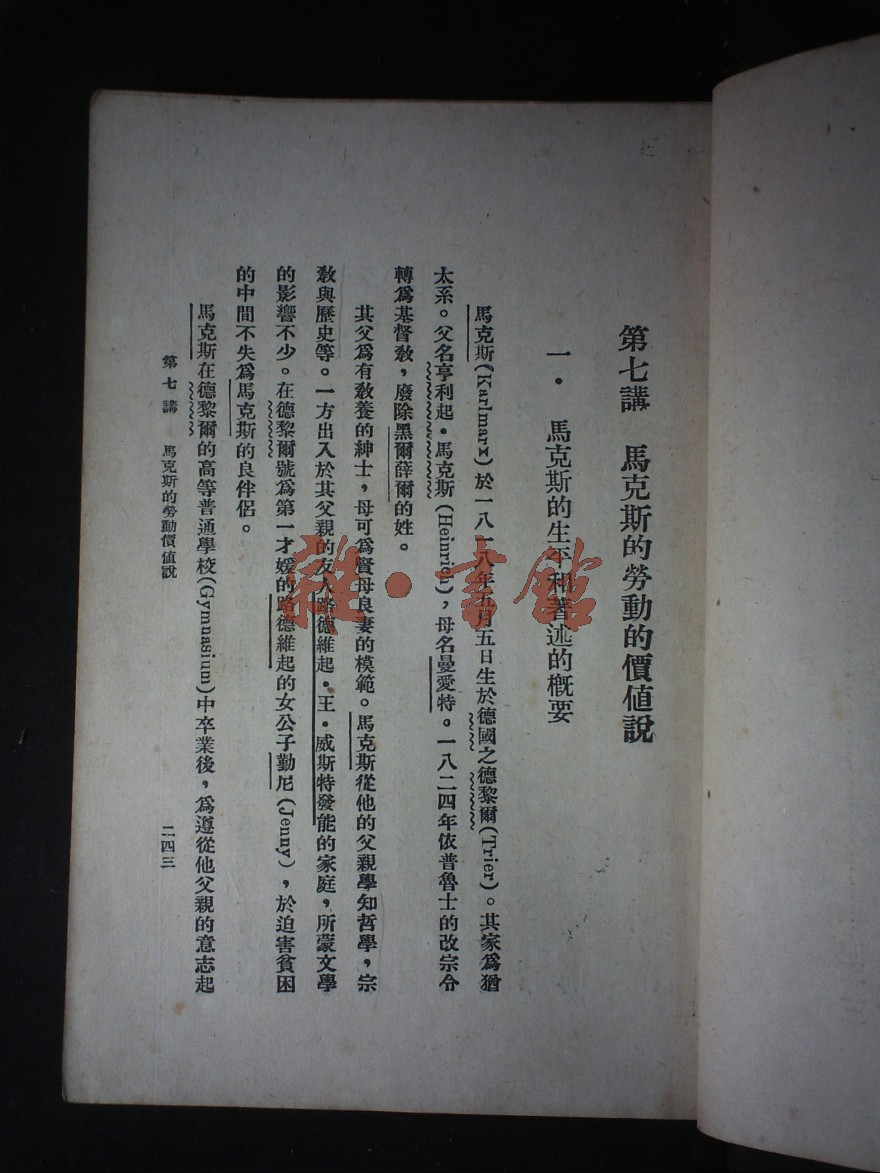 第七講　馬克斯的勞動的價値說
一・　馬克斯的生平和著述的概要
馬克斯(Karlmarx)於一八一八年五月五日生於德國之德黎爾(Trier)。其家爲猶
太系。父名亨利起・馬克斯(Heinrich)，母名曼愛特。一八二四年依普魯士的改宗令
轉爲基督敎，廢除黑爾薛爾的姓。
其父爲有敎養的紳士，母可爲賢母良妻的模範。馬克斯從他的父親學知哲學，宗
敎與歷史等。一方出入於其父親的友人路德維起・王・威斯特發能的家庭，所蒙文學
的影響不少。在德黎爾號爲第一才媛的路德維起的女公子勤尼(Jenny)，於迫害貧困
的中間不失爲馬克斯的良伴侶。
馬克斯在德黎爾的高等普通學校(Gymnasium)中卒業後，爲遵從他父親的意志起
第七講　馬克斯的勞動價値說　二四三
雜・書館